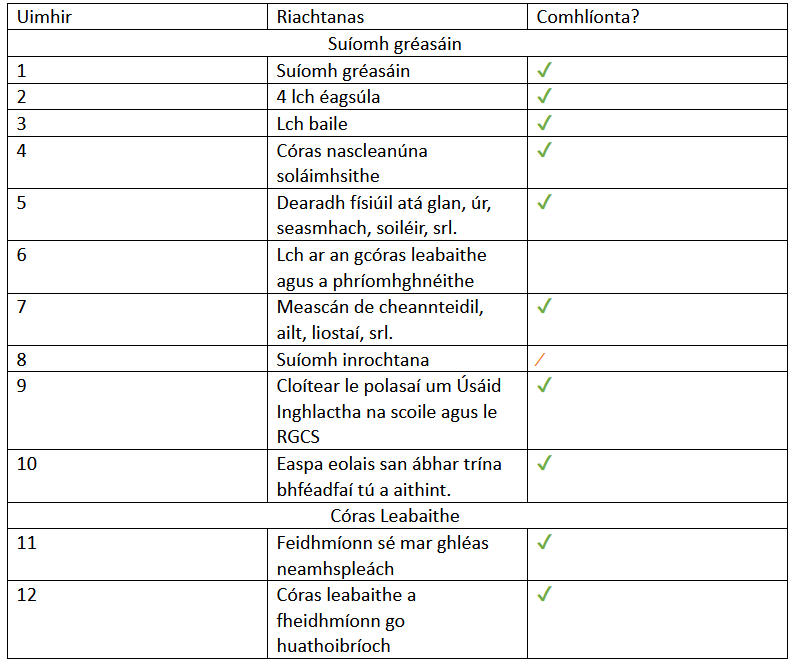 Uimhir Riachtanas Comhlíonta?
Suíomh gréasáin
1 Suíomh gréasáin ✓
2 4 lch éagsúla ✓
3 Lch baile ✓
4 Córas nascleanúna ✓
soláimhsithe
5 Dearadh físiúil atá glan, úr, ✓
seasmhach, soiléir, srl.
6 Lch ar an gcóras leabaithe
agus a phríomhghnéithe
7 Meascán de cheannteidil, ✓
ailt, liostaí, srl.
8 Suíomh inrochtana /
9 Cloítear le polasaí um Úsáid ✓
Inghlactha na scoile agus le
RGCS
10 Easpa eolais san ábhar trína ✓
bhféadfaí tú a aithint.
Córas Leabaithe
11 Feidhmíonn sé mar ghléas ✓
neamhspleách
12 Córas leabaithe a ✓
fheidhmíonn go
huathoibríoch